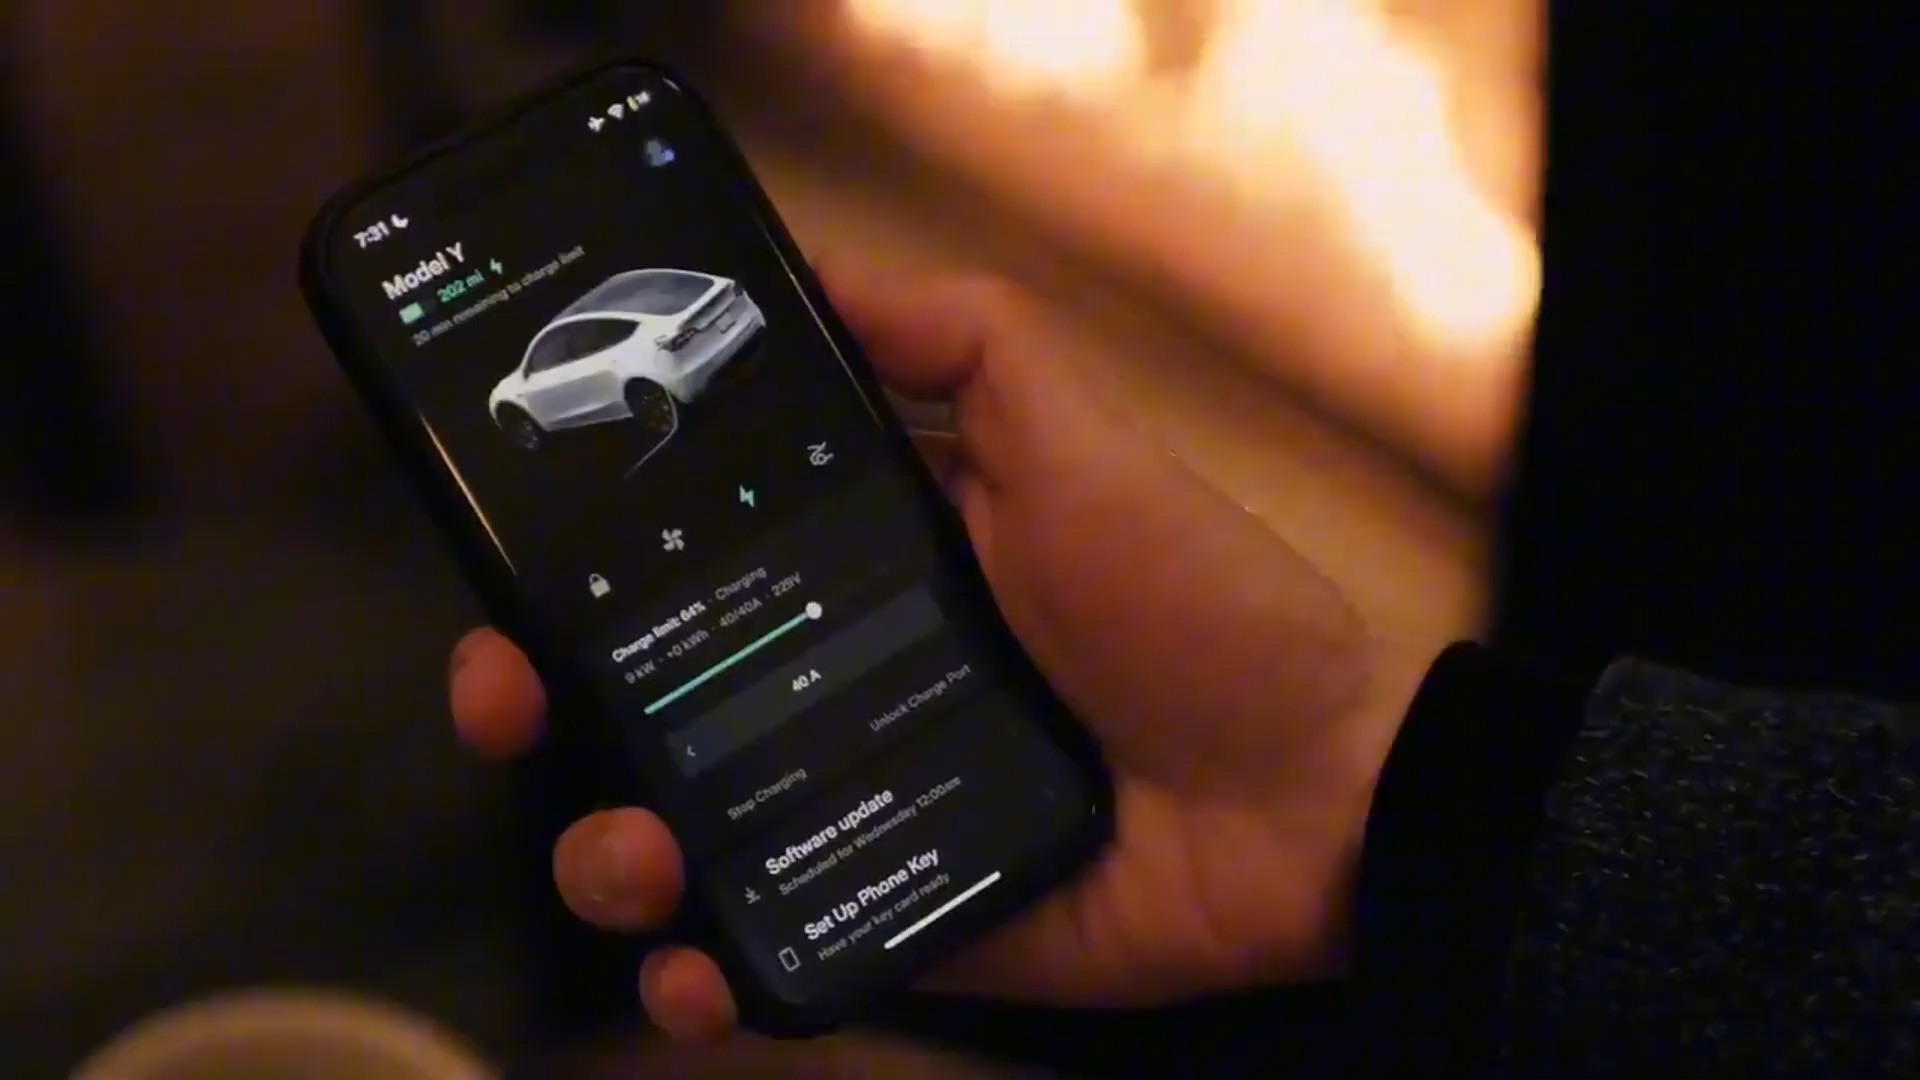 7:31
Model Y
202 mi
20 min remaining to charge limit
Charge limit: 64% · Charging
9 kW · +0 kWh · 40/40A · 229V
40 A
Unlock Charge Port
Stop Charging
Software update
Scheduled for Wednesday 12:00am
Set Up Phone Key
Have your key card ready